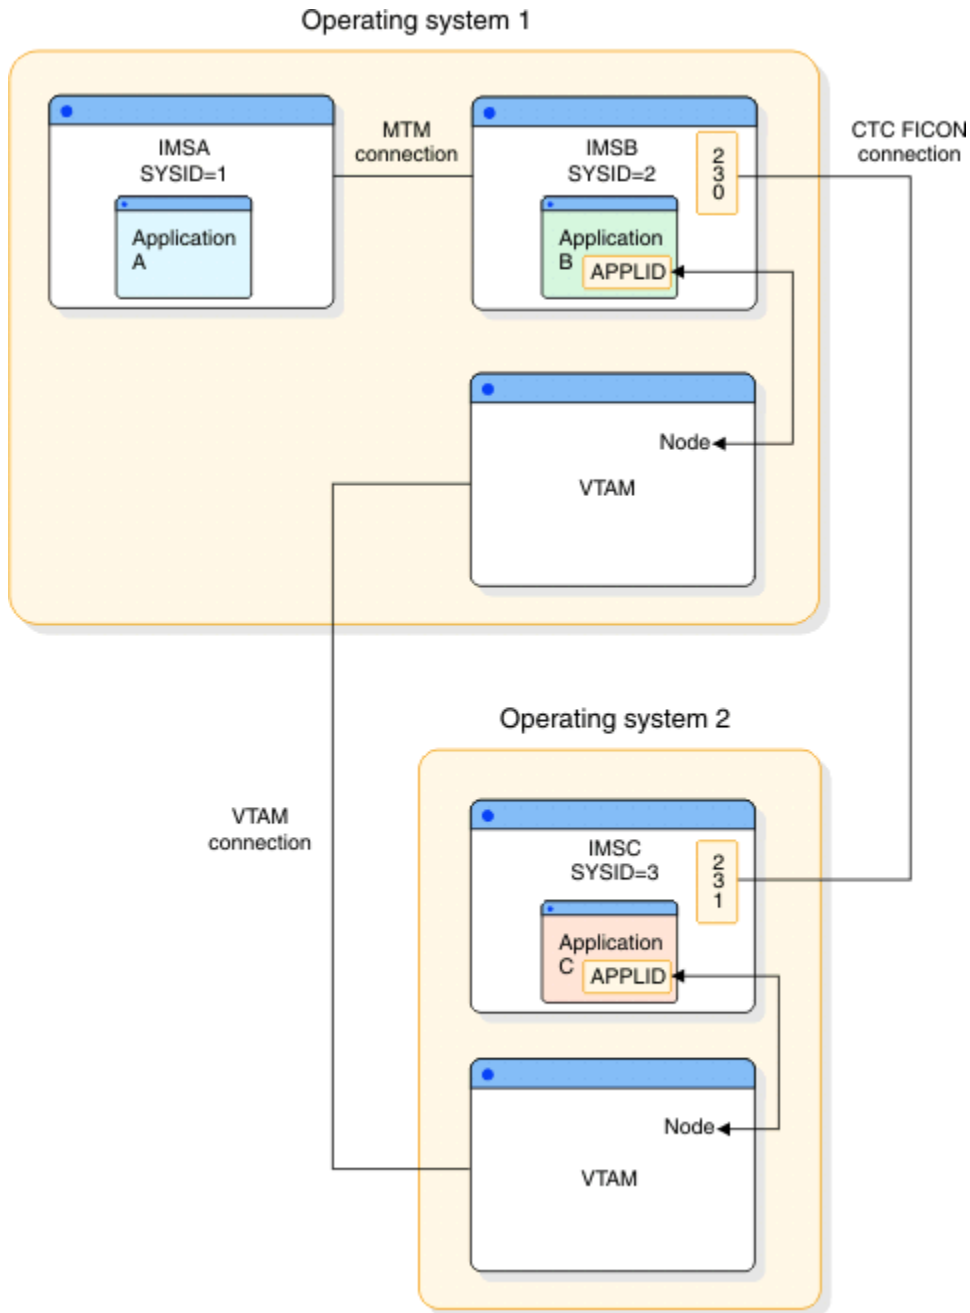 Operating system 1
IMSA
SYSID=1
Application
A
MTM
connection
IMSB
SYSID=2
2
3
0
Application
B
APPLID
CTC FICON
connection
Node
VTAM
VTAM
connection
Operating system 2
IMSC
SYSID=3
2
3
1
Application
C
APPLID
Node
VTAM